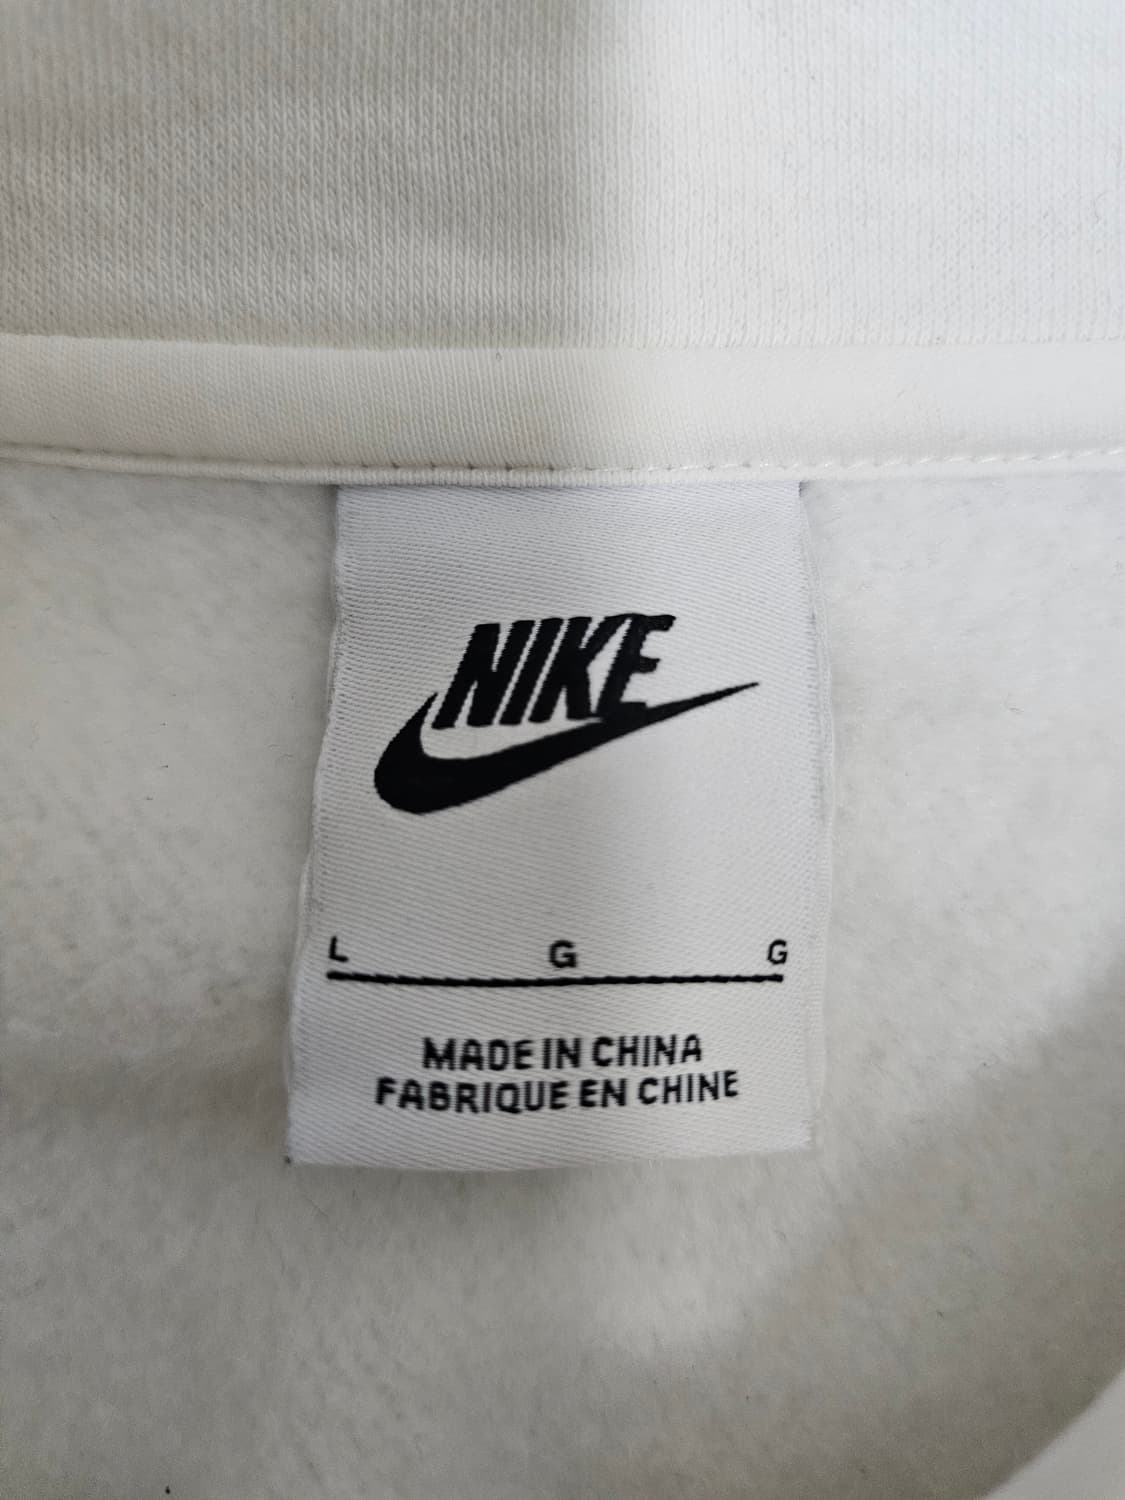 NIKE
L G G
MADE IN CHINA
FABRIQUE EN CHINE